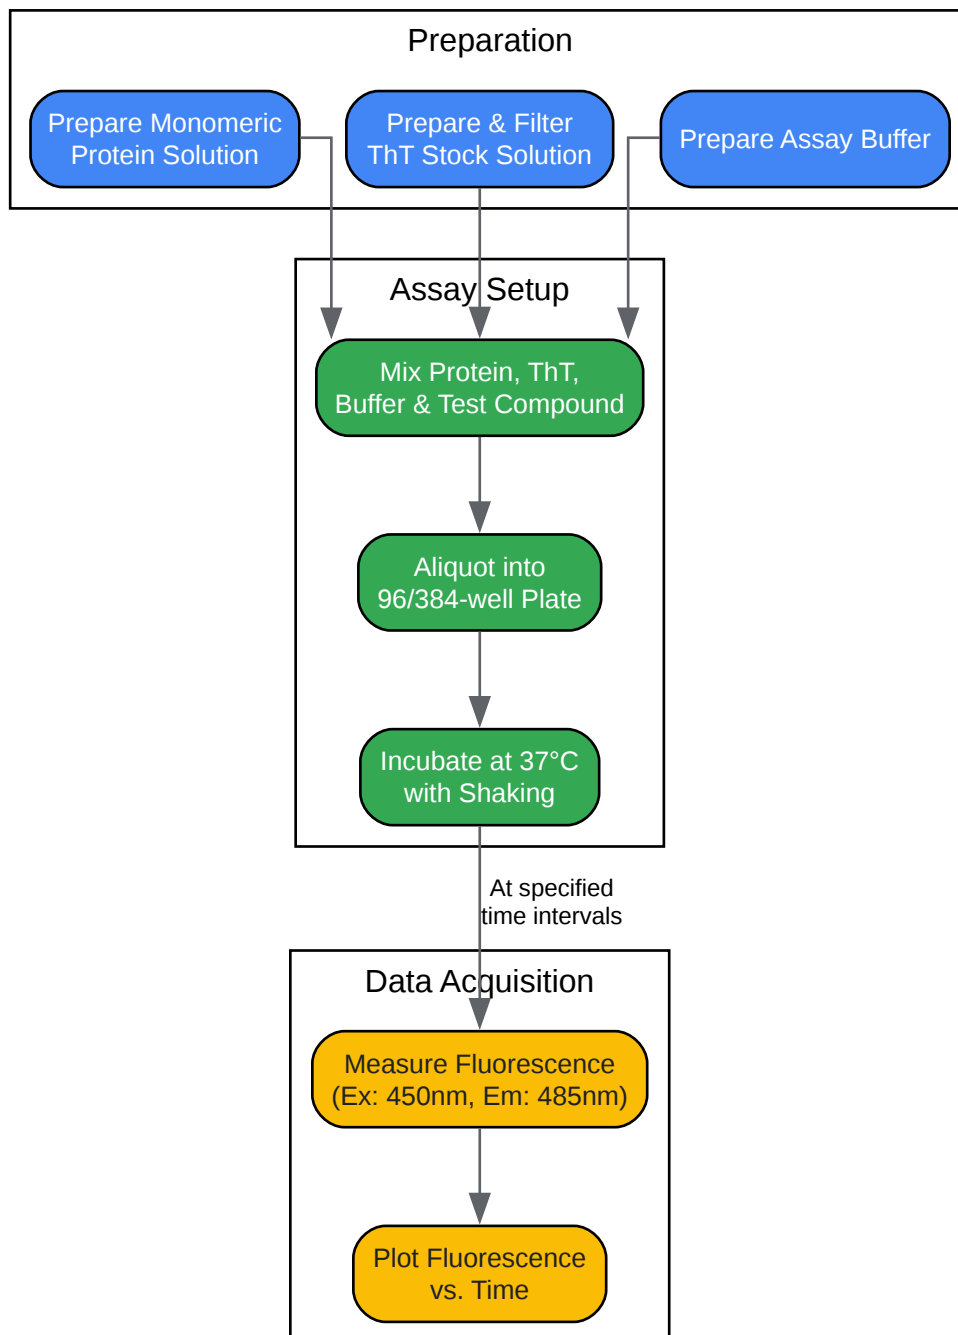 Preparation
Prepare Monomeric
Protein Solution
Prepare & Filter
ThT Stock Solution
Prepare Assay Buffer
Assay Setup
Mix Protein, ThT,
Buffer & Test Compound
Aliquot into
96/384-well Plate
Incubate at 37°C
with Shaking
At specified
time intervals
Data Acquisition
Measure Fluorescence
(Ex: 450nm, Em: 485nm)
Plot Fluorescence
vs. Time